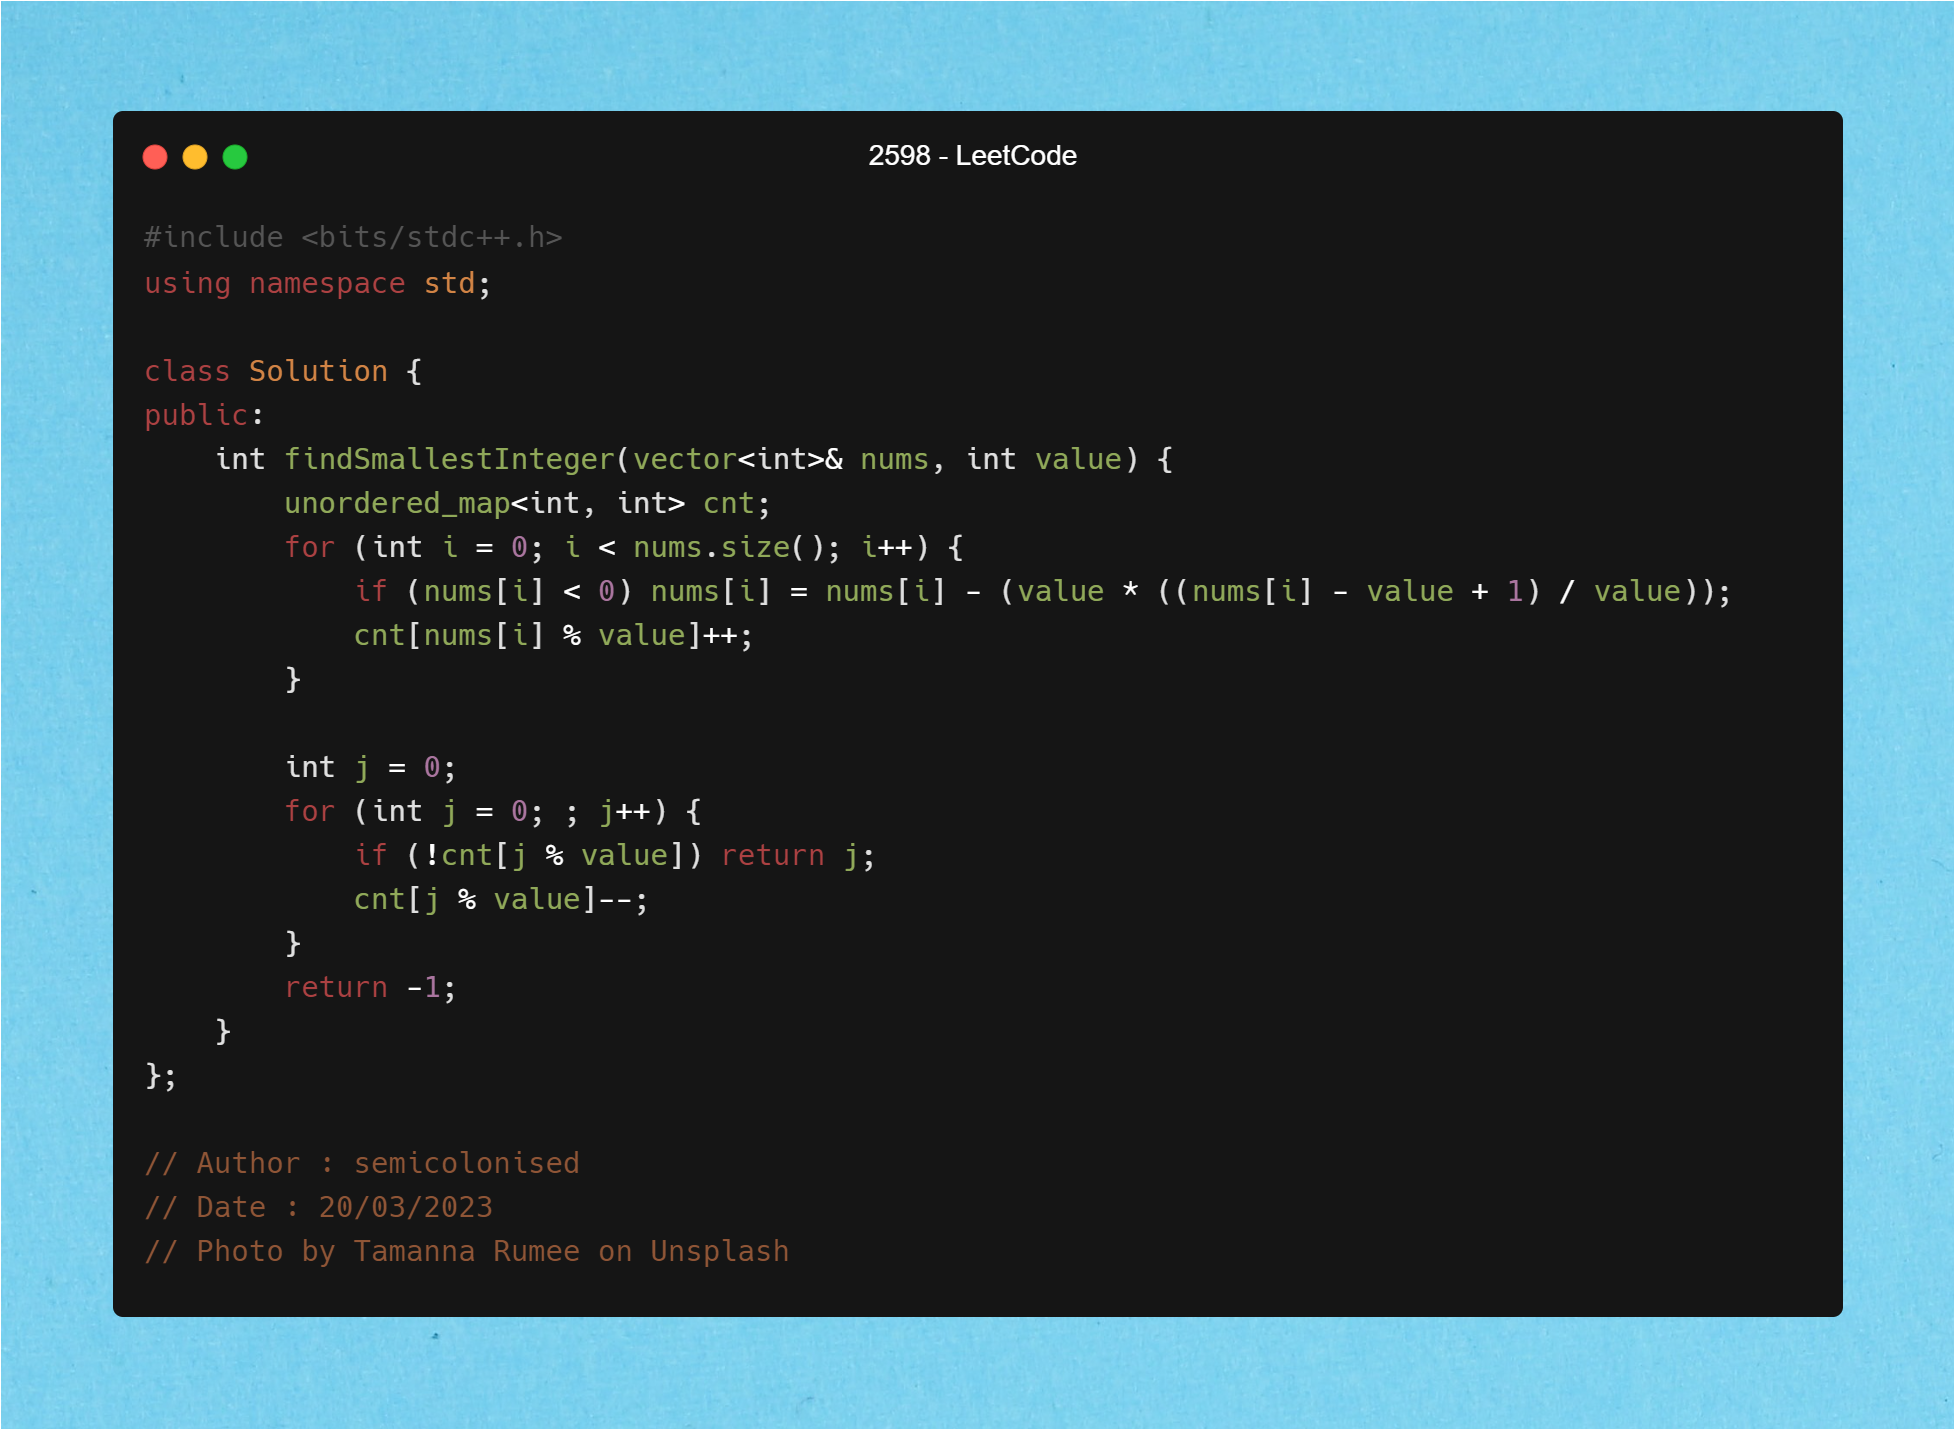 2598 - LeetCode
#include <bits/stdc++.h>
using namespace std;

class Solution {
public:
    int findSmallestInteger(vector<int>& nums, int value) {
        unordered_map<int, int> cnt;
        for (int i = 0; i < nums.size(); i++) {
            if (nums[i] < 0) nums[i] = nums[i] - (value * ((nums[i] - value + 1) / value));
            cnt[nums[i] % value]++;
        }

        int j = 0;
        for (int j = 0; ; j++) {
            if (!cnt[j % value]) return j;
            cnt[j % value]--;
        }
        return -1;
    }
};

// Author : semicolonised
// Date : 20/03/2023
// Photo by Tamanna Rumee on Unsplash